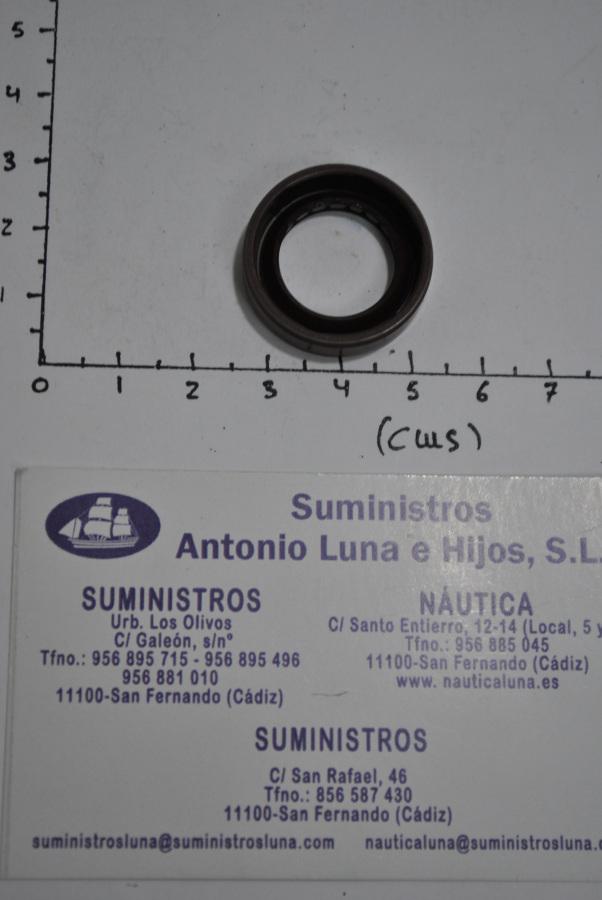 5
4
3
2
1
0 1 2 3 4 5 6 7
(cms)
Suministros
Antonio Luna e Hijos, S.L.
SUMINISTROS
Urb. Los Olivos
C/ Galeón, s/nº
Tfno.: 956 895 715 - 956 895 496
956 881 010
11100-San Fernando (Cádiz)
NÁUTICA
C/ Santo Entierro, 12-14 (Local, 5 y
Tfno.: 956 885 045
11100-San Fernando (Cádiz)
www. nauticaluna.es
SUMINISTROS
C/ San Rafael, 46
Tfno.: 856 587 430
11100-San Fernando (Cádiz)
suministrosluna@suministrosluna.com nauticaluna@suministrosluna.